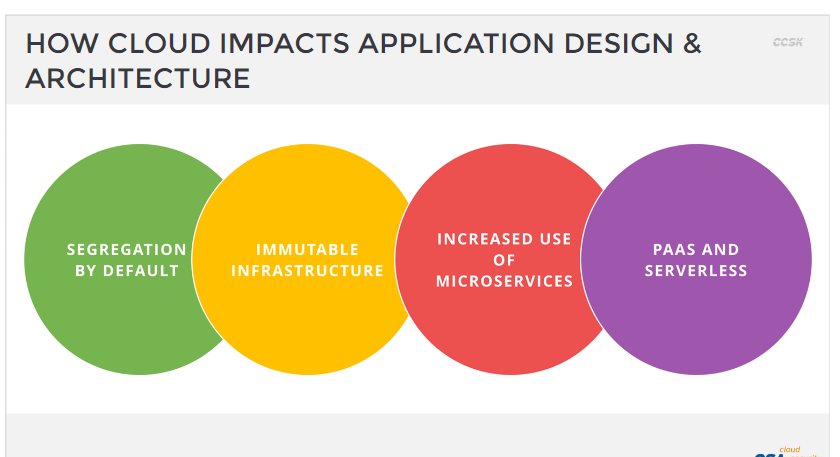 HOW CLOUD IMPACTS APPLICATION DESIGN &
ARCHITECTURE
CCSK
SEGREGATION
BY DEFAULT
IMMUTABLE
INFRASTRUCTURE
INCREASED USE
OF
MICROSERVICES
PAAS AND
SERVERLESS
cloud